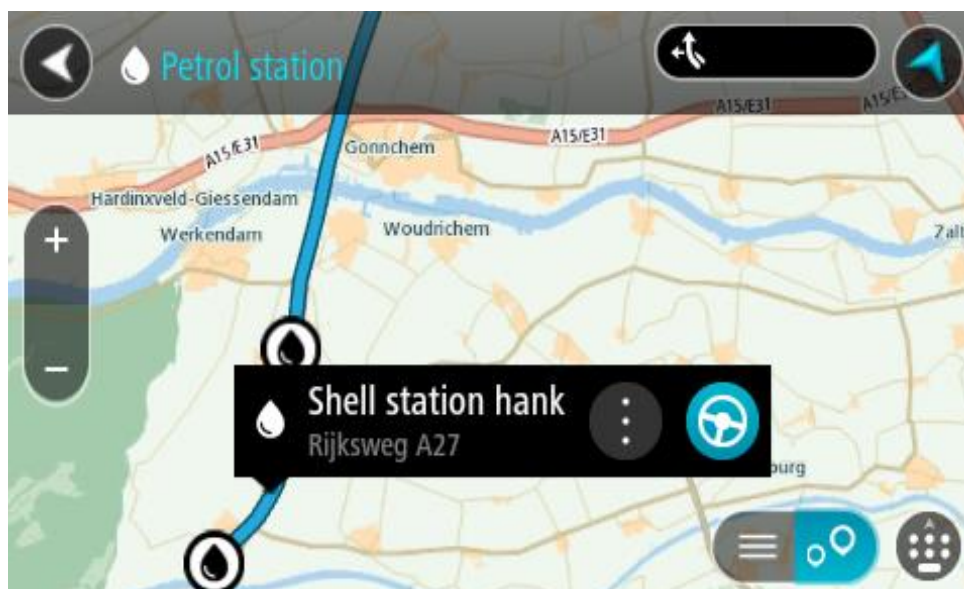 Petrol station
A15/E31
A15/E31
A15/E31
A15/E31
Gonnchem
Hardinxveld-Giessendam
Werkendam
Woudrichem
Zalt
Shell station hank
Rijksweg A27
burg